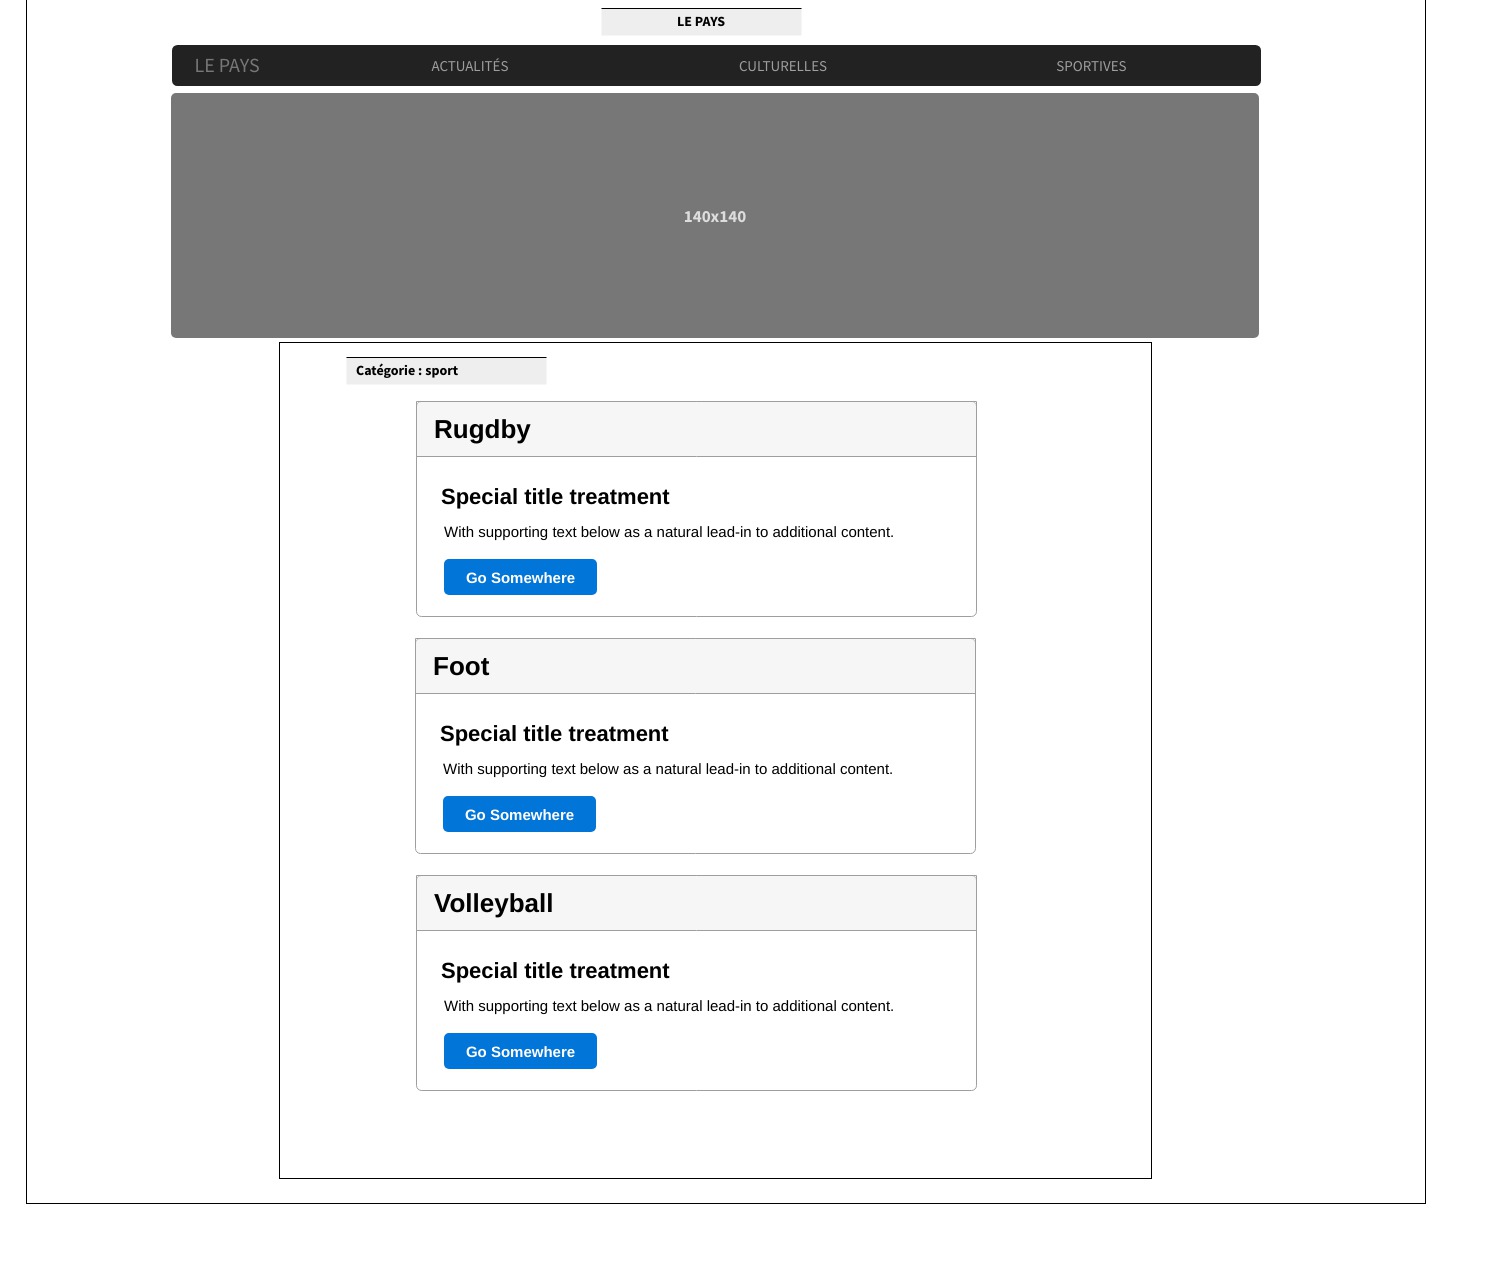 LE PAYS
LE PAYS ACTUALITÉS CULTURELLES SPORTIVES
140x140
Catégorie : sport
Rugdby
Special title treatment
With supporting text below as a natural lead-in to additional content.
Go Somewhere
Foot
Special title treatment
With supporting text below as a natural lead-in to additional content.
Go Somewhere
Volleyball
Special title treatment
With supporting text below as a natural lead-in to additional content.
Go Somewhere